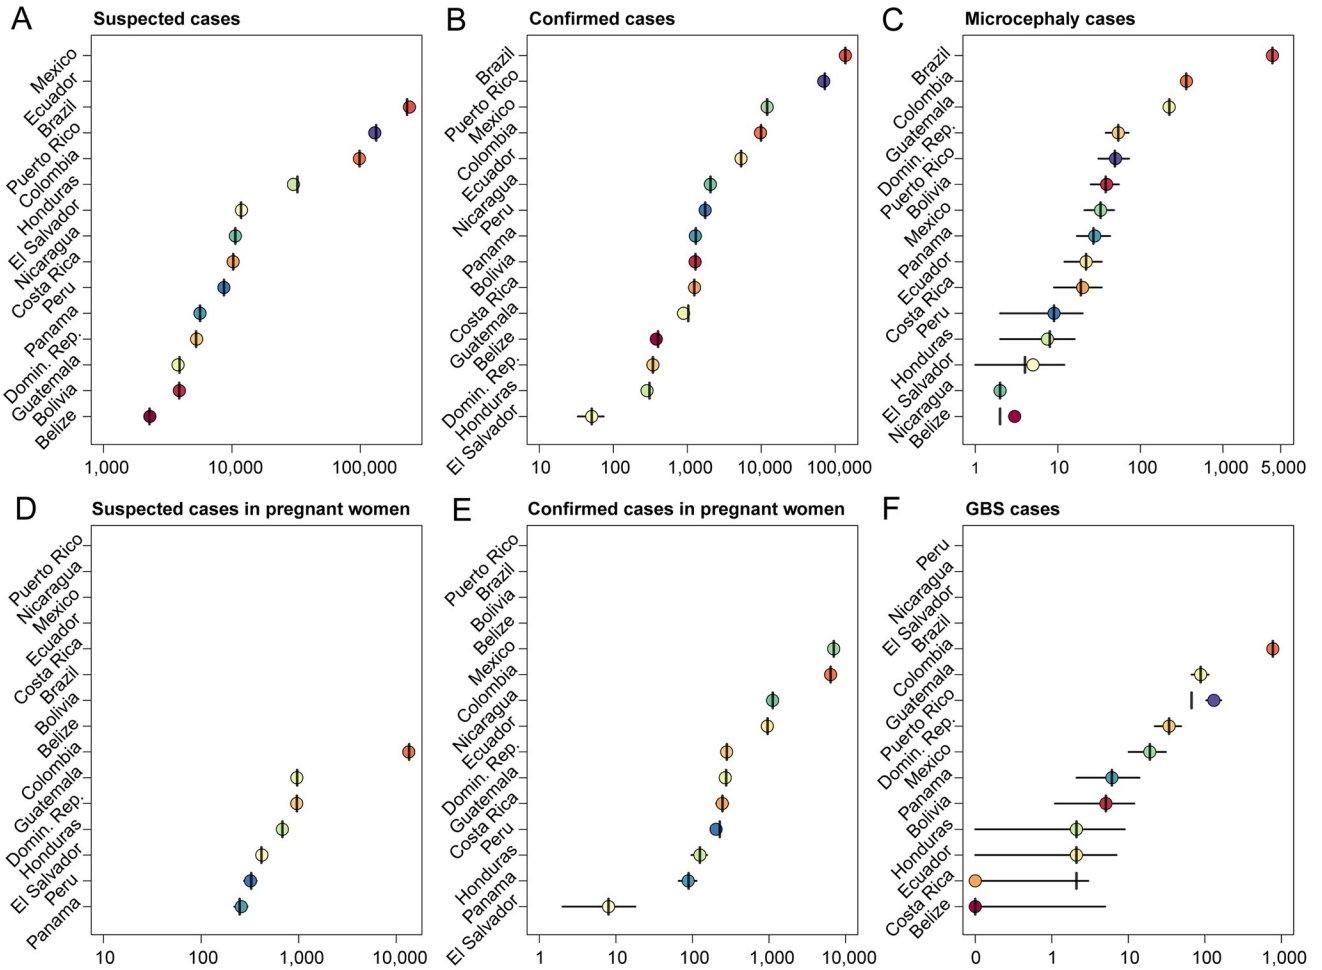 A Suspected cases
Mexico
Ecuador
Brazil
Puerto Rico
Colombia
Honduras
El Salvador
Nicaragua
Costa Rica
Peru
Panama
Domin. Rep.
Guatemala
Bolivia
Belize
1,000 10,000 100,000
B Confirmed cases
Brazil
Puerto Rico
Mexico
Colombia
Ecuador
Nicaragua
Peru
Panama
Bolivia
Costa Rica
Guatemala
Belize
Domin. Rep.
Honduras
El Salvador
10 100 1,000 10,000 100,000
C Microcephaly cases
Brazil
Colombia
Guatemala
Domin. Rep.
Puerto Rico
Bolivia
Mexico
Panama
Ecuador
Costa Rica
Peru
Honduras
El Salvador
Nicaragua
Belize
1 10 100 1,000 5,000
D Suspected cases in pregnant women
Puerto Rico
Nicaragua
Mexico
Ecuador
Costa Rica
Brazil
Bolivia
Belize
Colombia
Guatemala
Domin. Rep.
Honduras
El Salvador
Peru
Panama
10 100 1,000 10,000
E Confirmed cases in pregnant women
Puerto Rico
Brazil
Bolivia
Belize
Mexico
Colombia
Nicaragua
Ecuador
Domin. Rep.
Guatemala
Costa Rica
Peru
Honduras
Panama
El Salvador
1 10 100 1,000 10,000
F GBS cases
Peru
Nicaragua
El Salvador
Brazil
Colombia
Guatemala
Puerto Rico
Domin. Rep.
Mexico
Panama
Bolivia
Honduras
Ecuador
Costa Rica
Belize
0 1 10 100 1,000